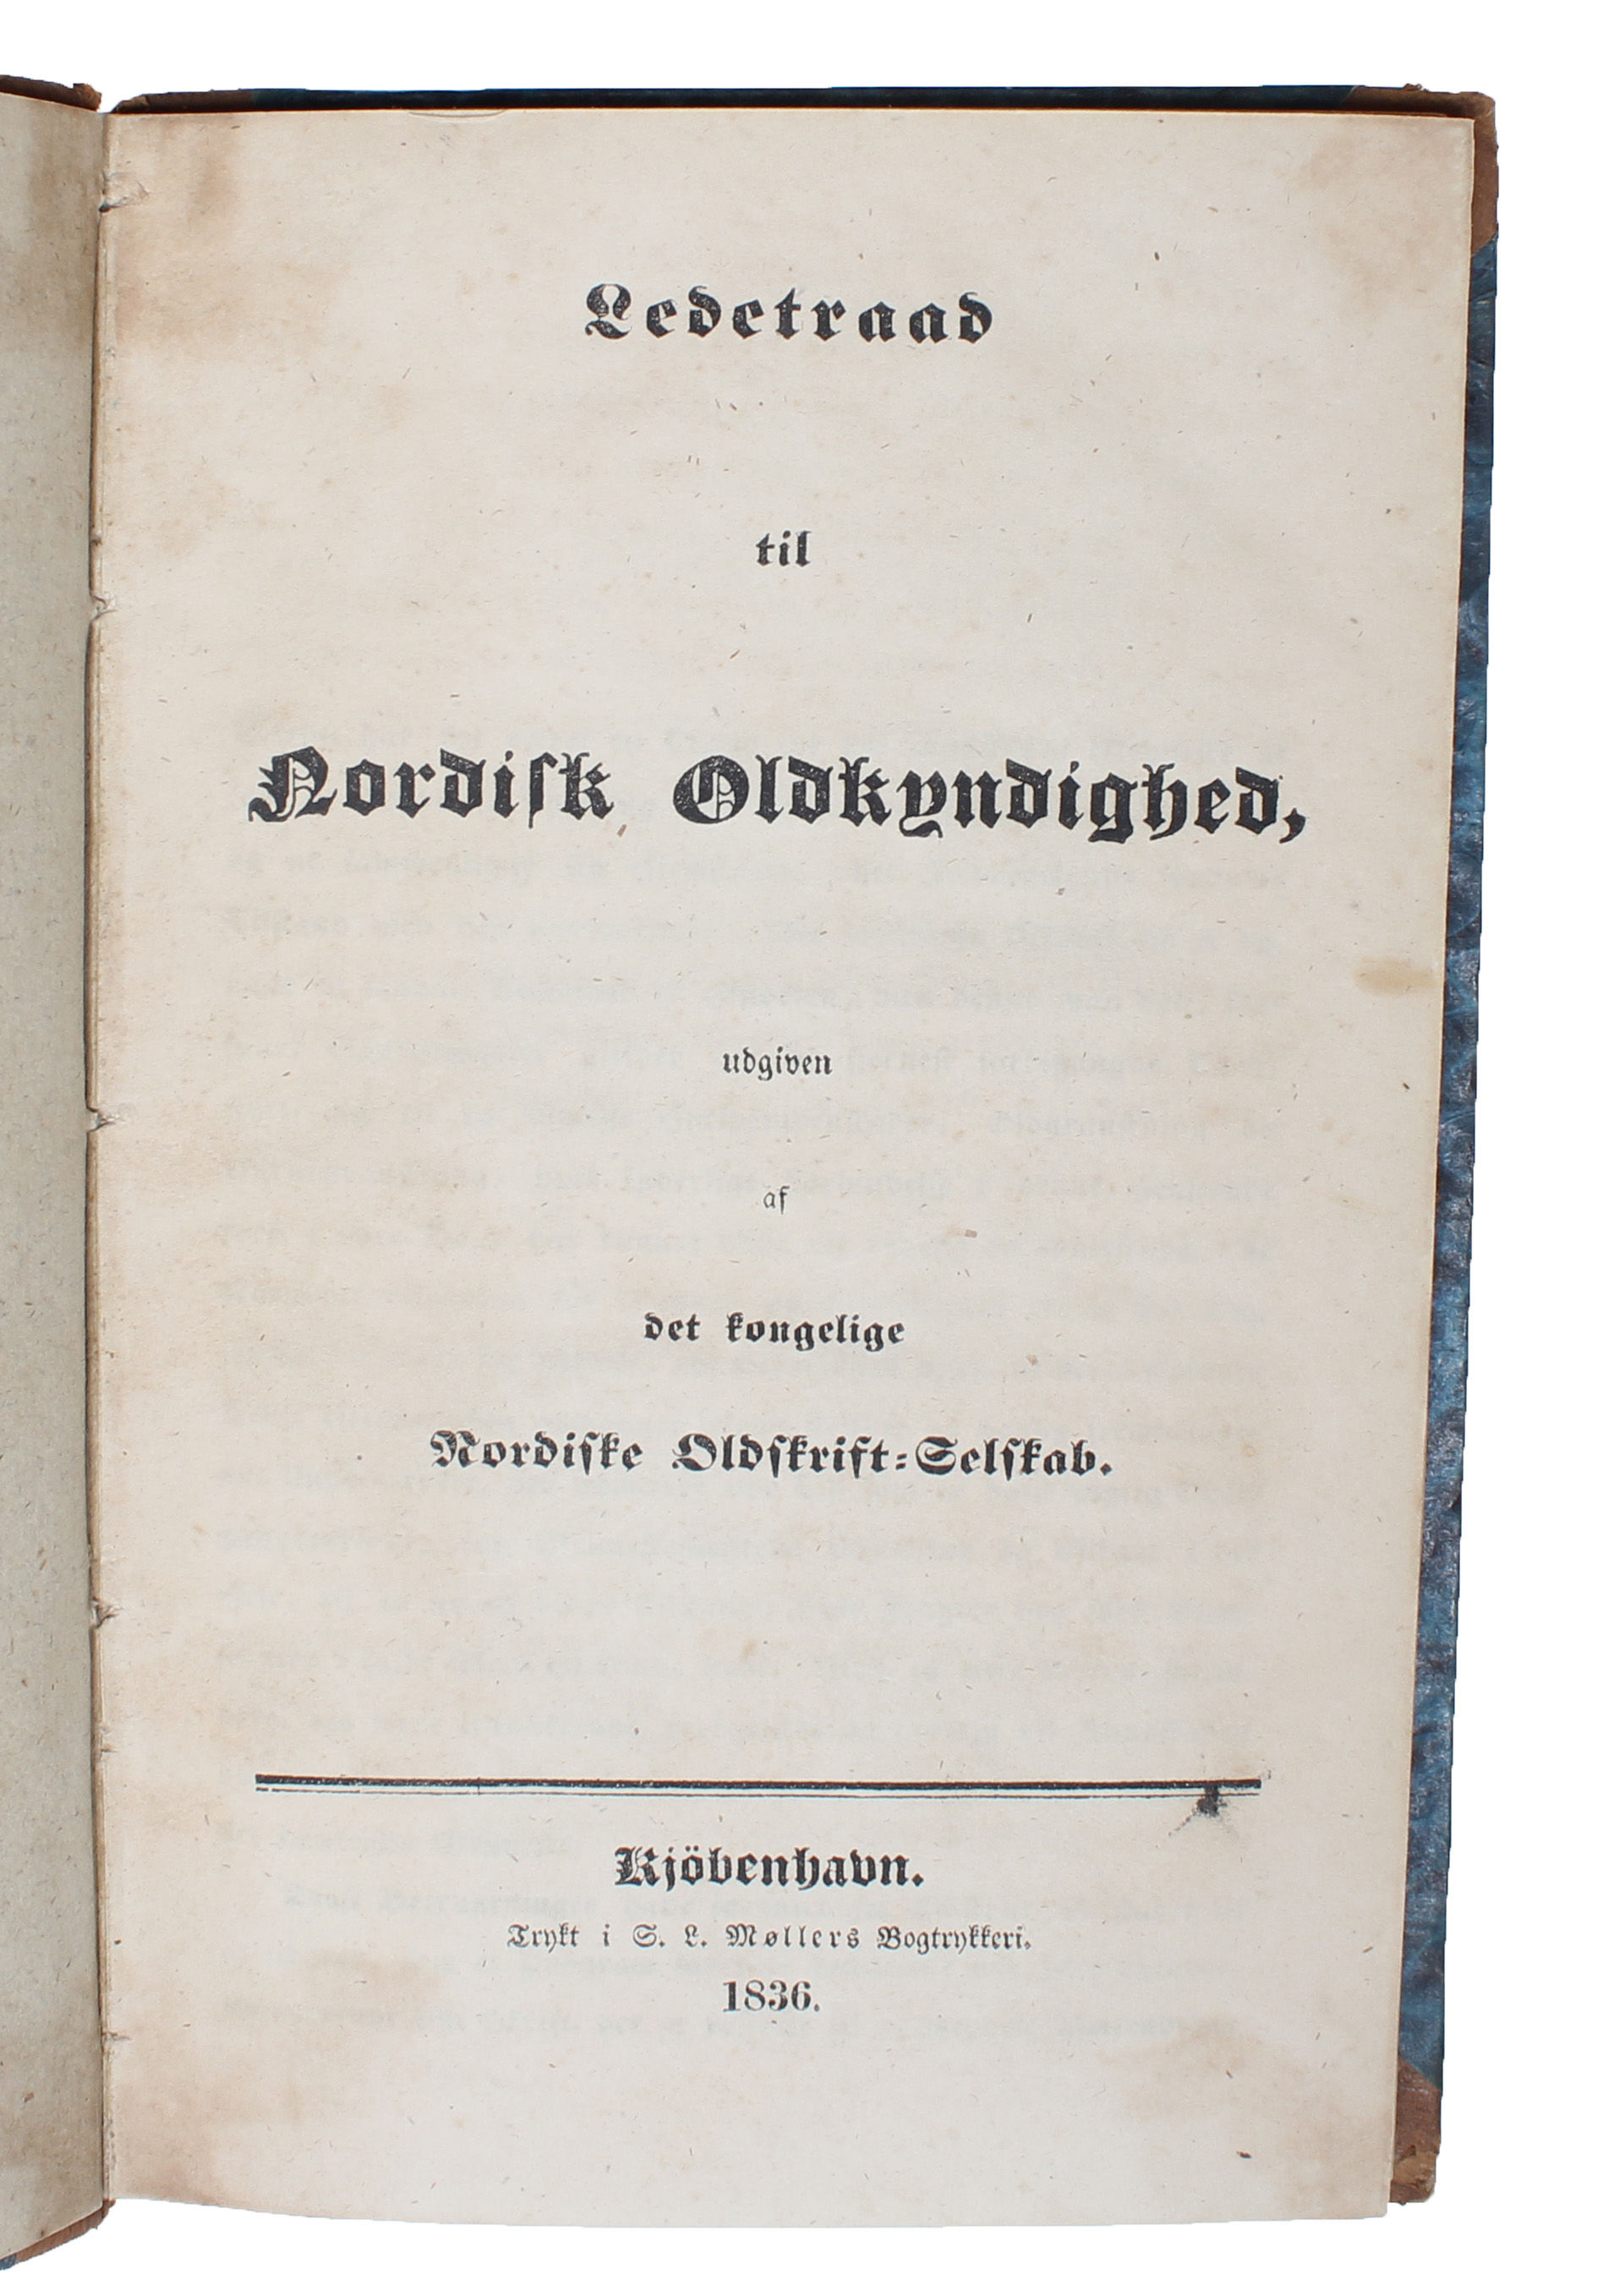 Ledetraad
til
Nordisk Oldkyndighed,
udgiven
af
det kongelige
Nordiske Oldskrift-Selskab.
Kjöbenhavn.
Trykt i S. L. Møllers Bogtrykkeri.
1836.